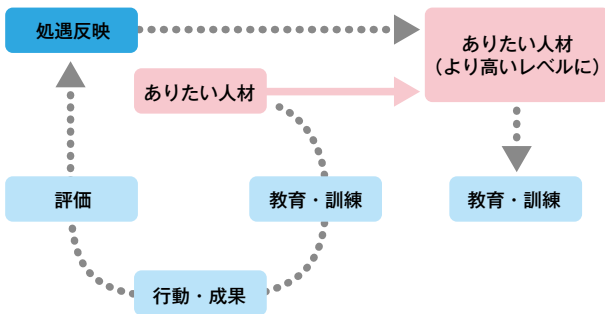 処遇反映
ありたい人材
（より高いレベルに）
ありたい人材
評価
教育・訓練
教育・訓練
行動・成果